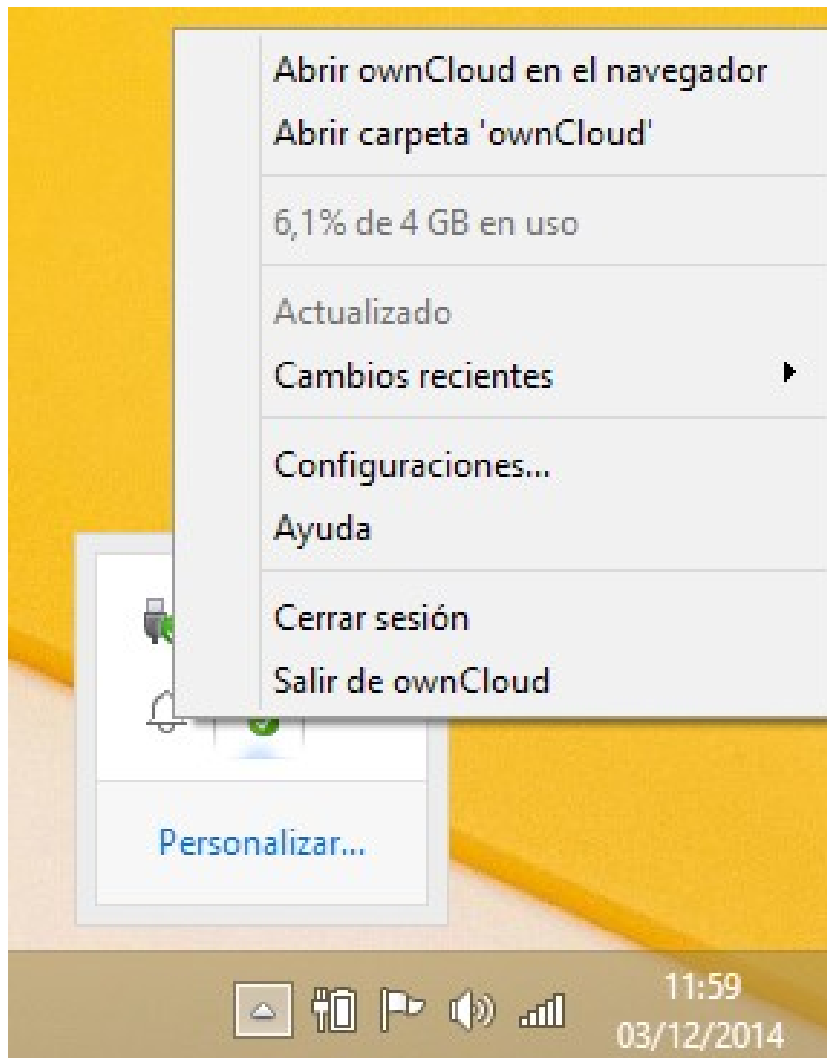 Abrir ownCloud en el navegador
Abrir carpeta 'ownCloud'
6,1% de 4 GB en uso
Actualizado
Cambios recientes
Configuraciones...
Ayuda
Cerrar sesión
Salir de ownCloud
Personalizar...
11:59
03/12/2014